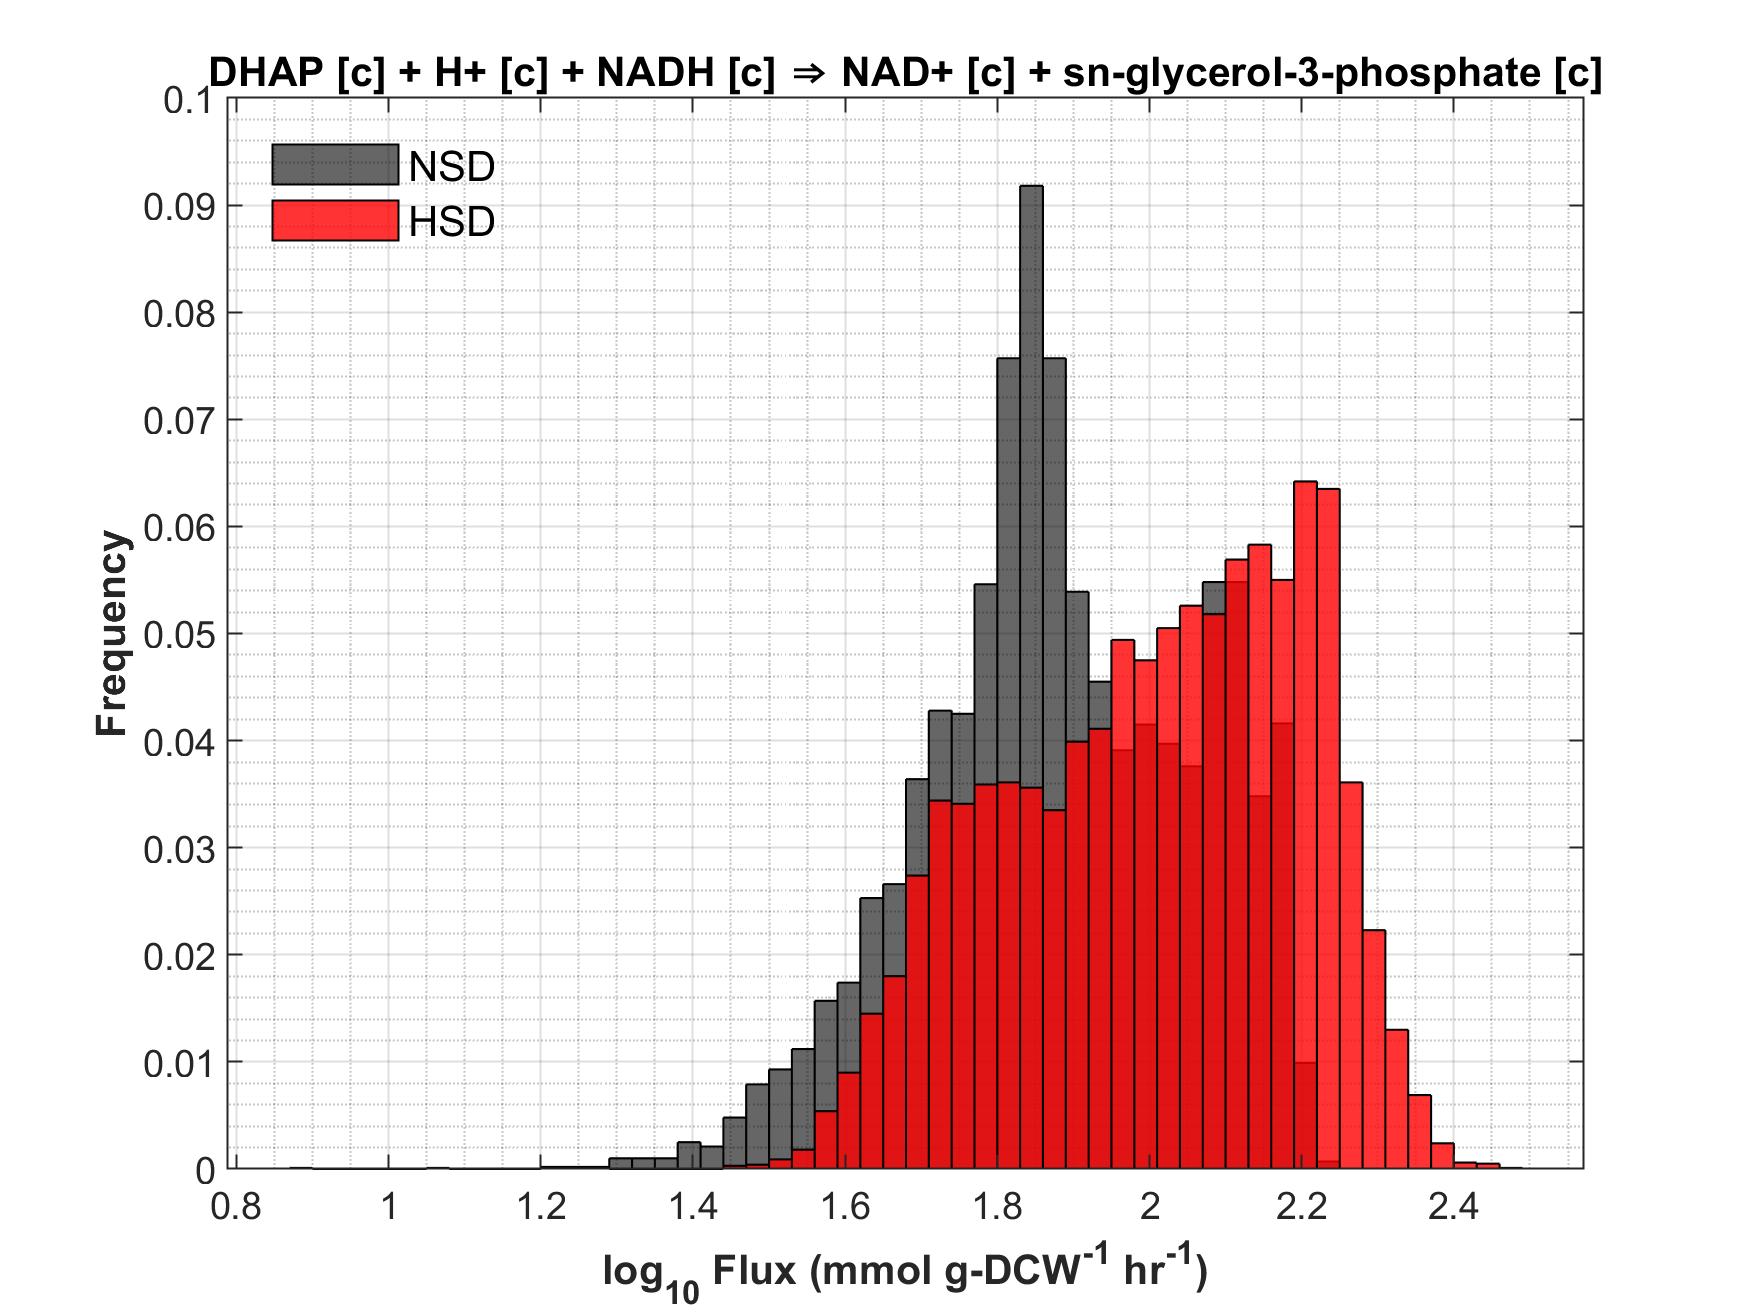 DHAP [c] + H+ [c] + NADH [c] ⇒ NAD+ [c] + sn-glycerol-3-phosphate [c]
0.1
NSD
HSD
0.09
0.08
0.07
0.06
0.05
0.04
0.03
0.02
0.01
0
Frequency
0.8 1 1.2 1.4 1.6 1.8 2 2.2 2.4
log10 Flux (mmol g-DCW-1 hr-1)